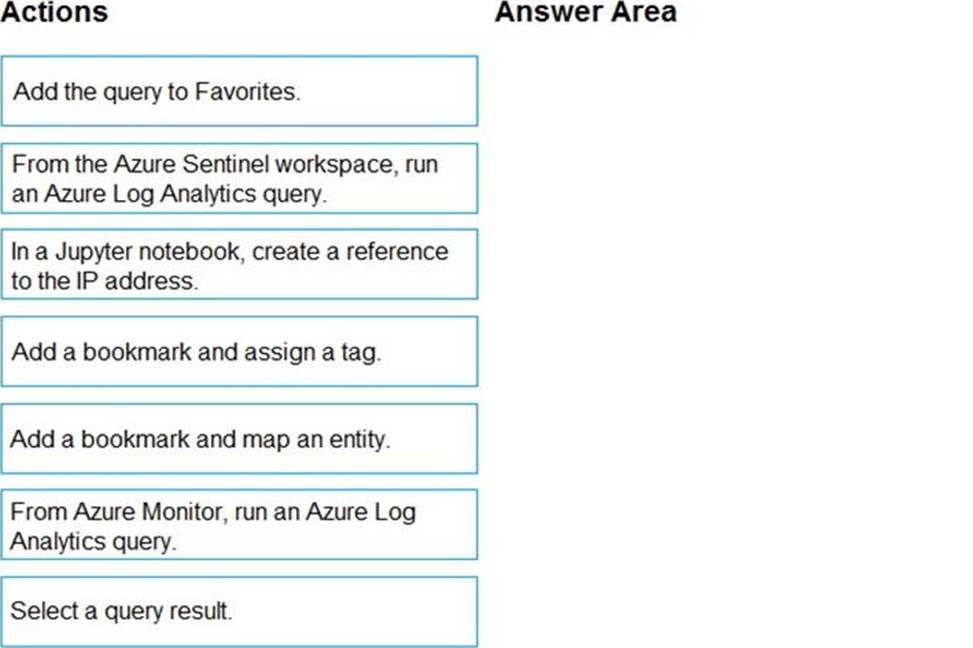 Actions
Answer Area
Add the query to Favorites.
From the Azure Sentinel workspace, run
an Azure Log Analytics query.
In a Jupyter notebook, create a reference
to the IP address.
Add a bookmark and assign a tag.
Add a bookmark and map an entity.
From Azure Monitor, run an Azure Log
Analytics query.
Select a query result.